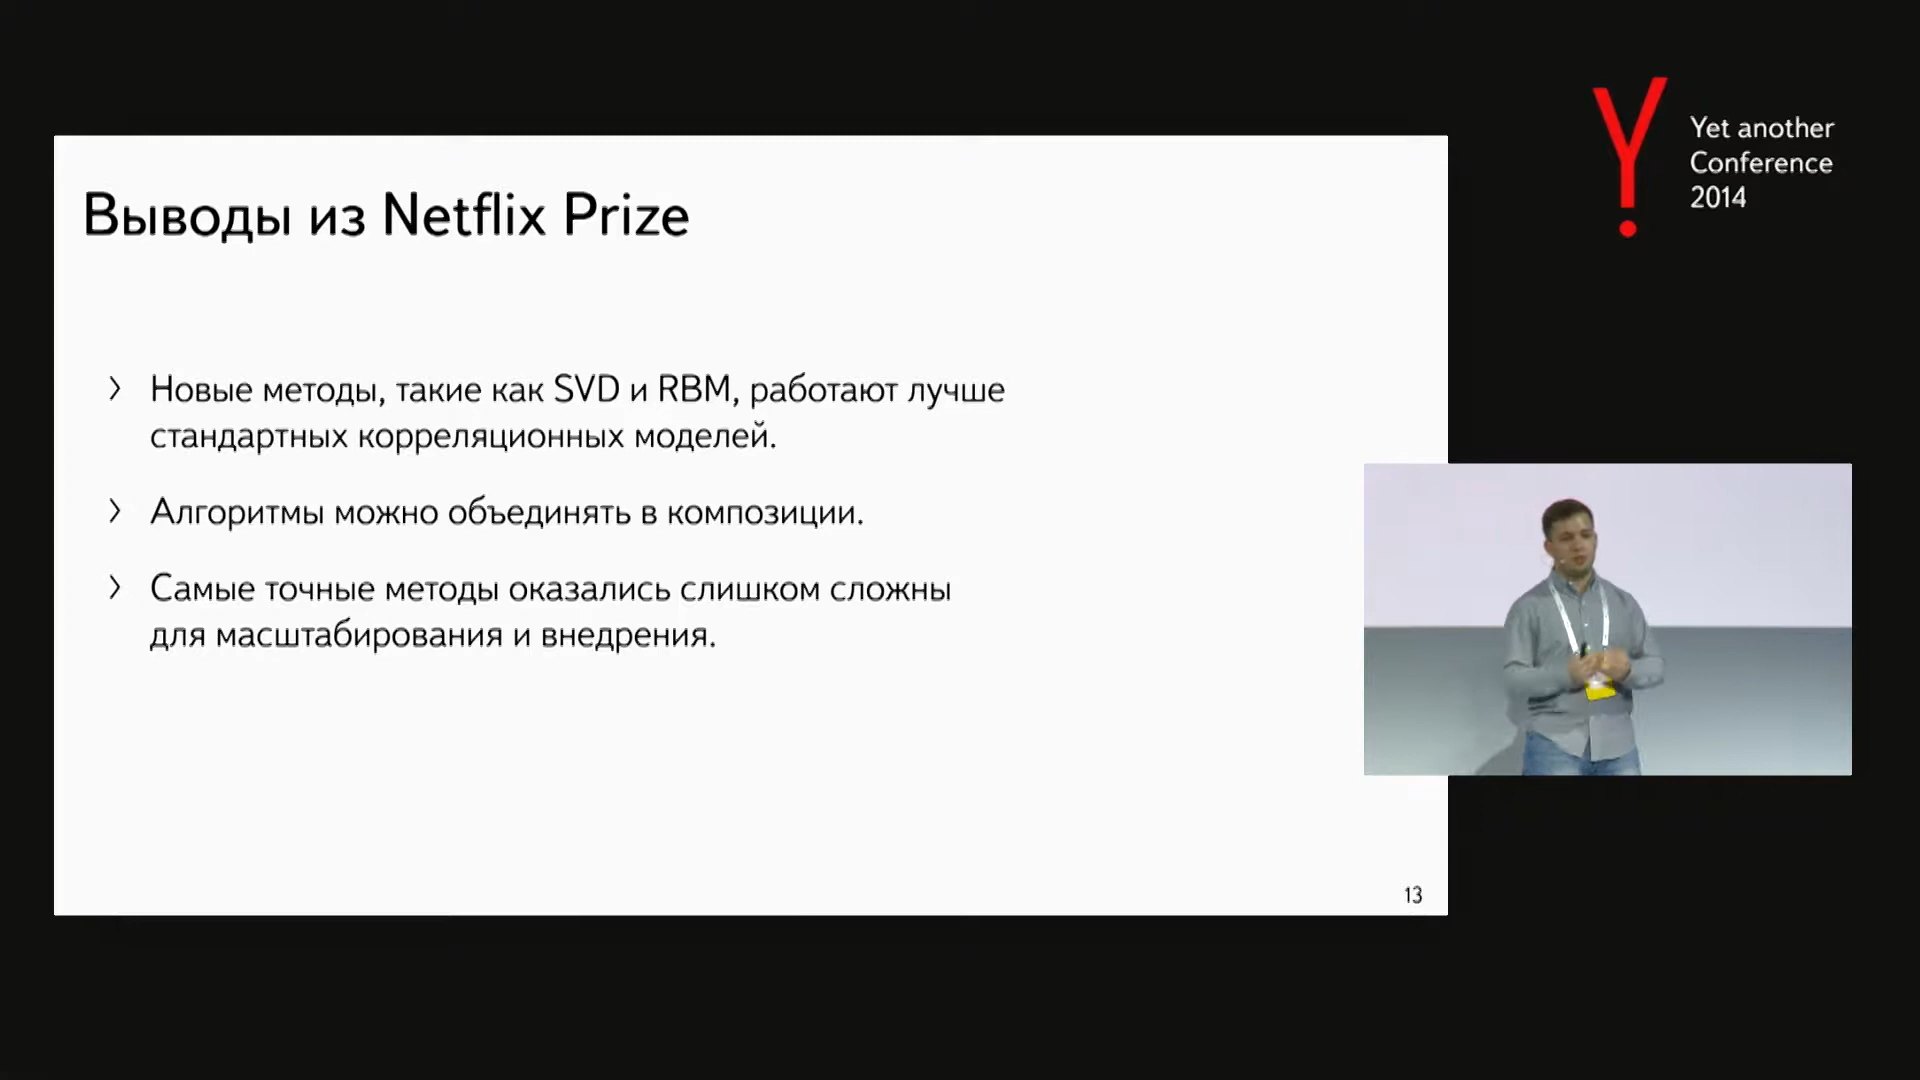 Выводы из Netflix Prize
Новые методы, такие как SVD и RBM, работают лучше
стандартных корреляционных моделей.
Алгоритмы можно объединять в композиции.
Самые точные методы оказались слишком сложны
для масштабирования и внедрения.
13
Yet another
Conference
2014